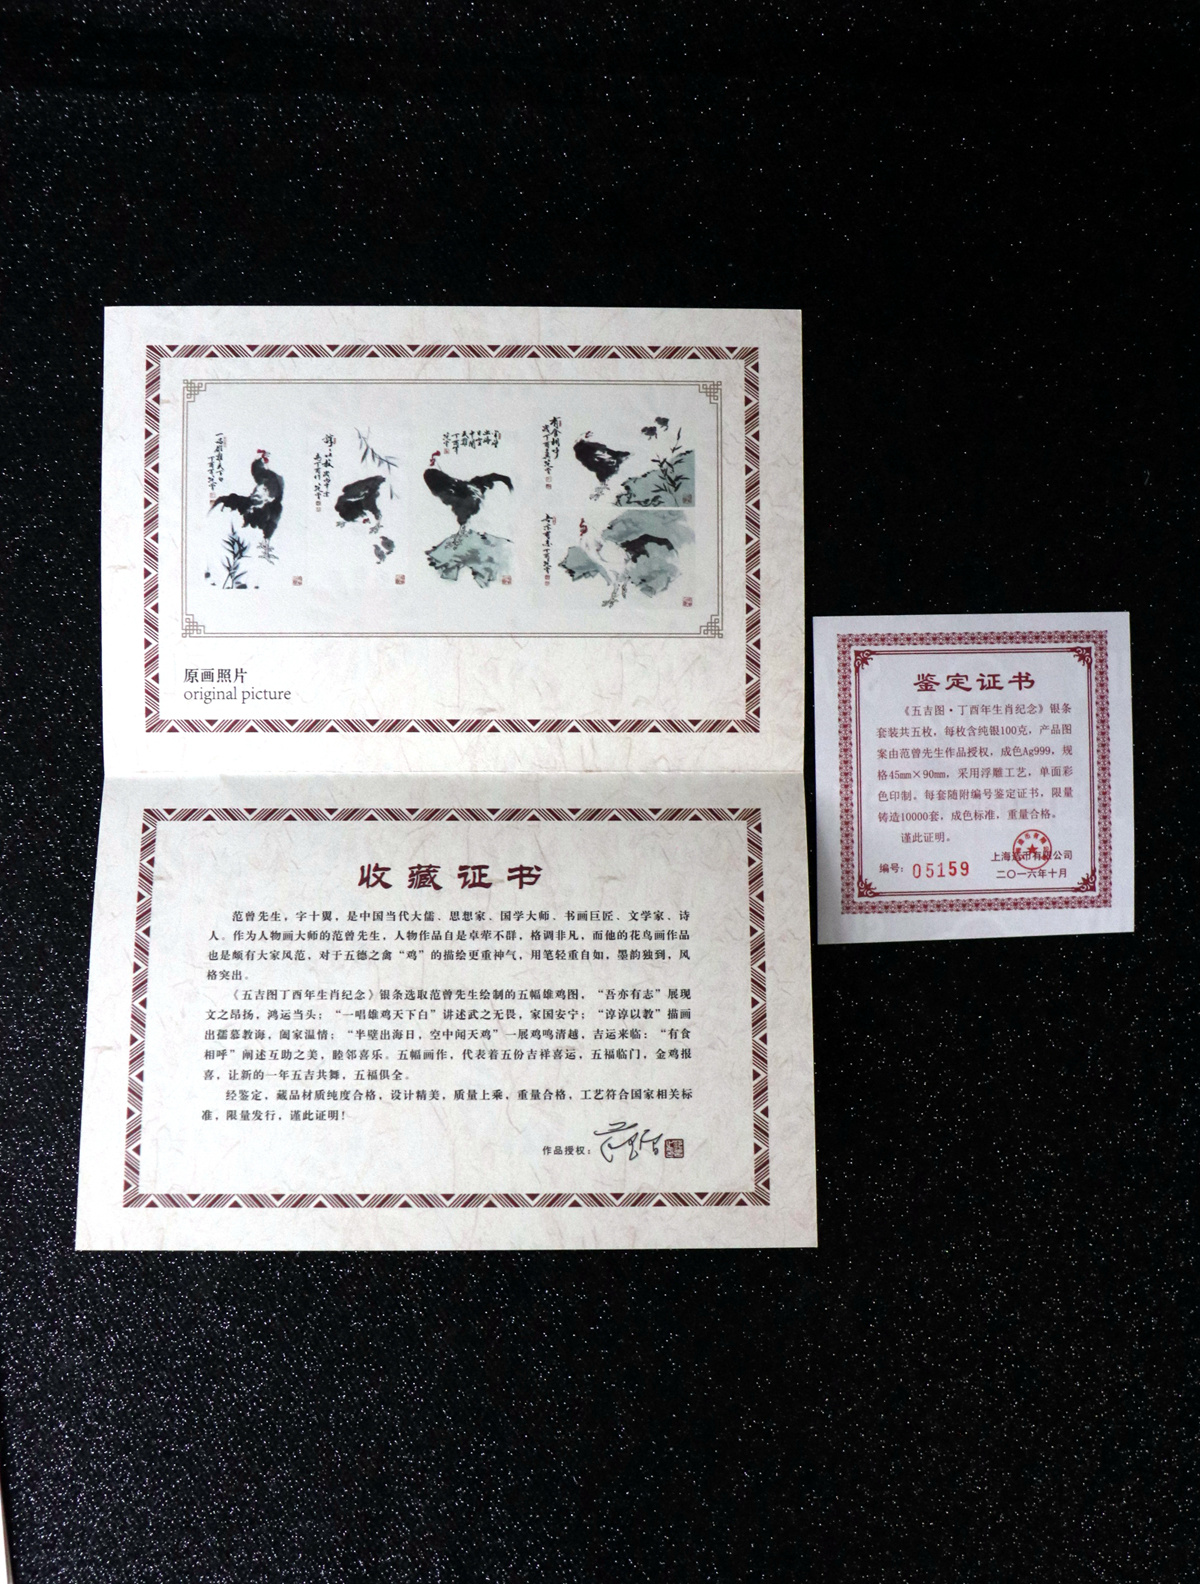 原画照片
original picture
收藏证书
范曾先生，字十翼，是中国当代大儒、思想家、国学大师、书画巨匠、文学家、诗
人。作为人物画大师的范曾先生，人物作品自是卓荦不群，格调非凡，而他的花鸟画作品
也是颇有大家风范，对于五德之禽“鸡”的描绘更重神气，用笔轻重自如，墨韵独到，风
格突出。
《五吉图丁酉年生肖纪念》银条选取范曾先生绘制的五幅雄鸡图，“吾亦有志”展现
文之昂扬，鸿运当头；“一唱雄鸡天下白”讲述武之无畏，家国安宁；“谆谆以教”描画
出孺慕教诲，阖家温情；“半壁出海日，空中闻天鸡”一展鸡鸣清越，吉运来临；“有食
相呼”阐述互助之美，睦邻喜乐。五幅画作，代表着五份吉祥喜运，五福临门，金鸡报
喜，让新的一年五吉共舞，五福俱全。
经鉴定，藏品材质纯度合格，设计精美，质量上乘，重量合格，工艺符合国家相关标
准，限量发行，谨此证明！
作品授权：
鉴定证书
《五吉图·丁酉年生肖纪念》银条
套装共五枚，每枚含纯银100克，产品图
案由范曾先生作品授权，成色Ag999，规
格45mm×90mm，采用浮雕工艺，单面彩
色印制。每套随附编号鉴定证书，限量
铸造10000套，成色标准，重量合格。
谨此证明。
编号：05159
上海造币有限公司
二〇一六年十月